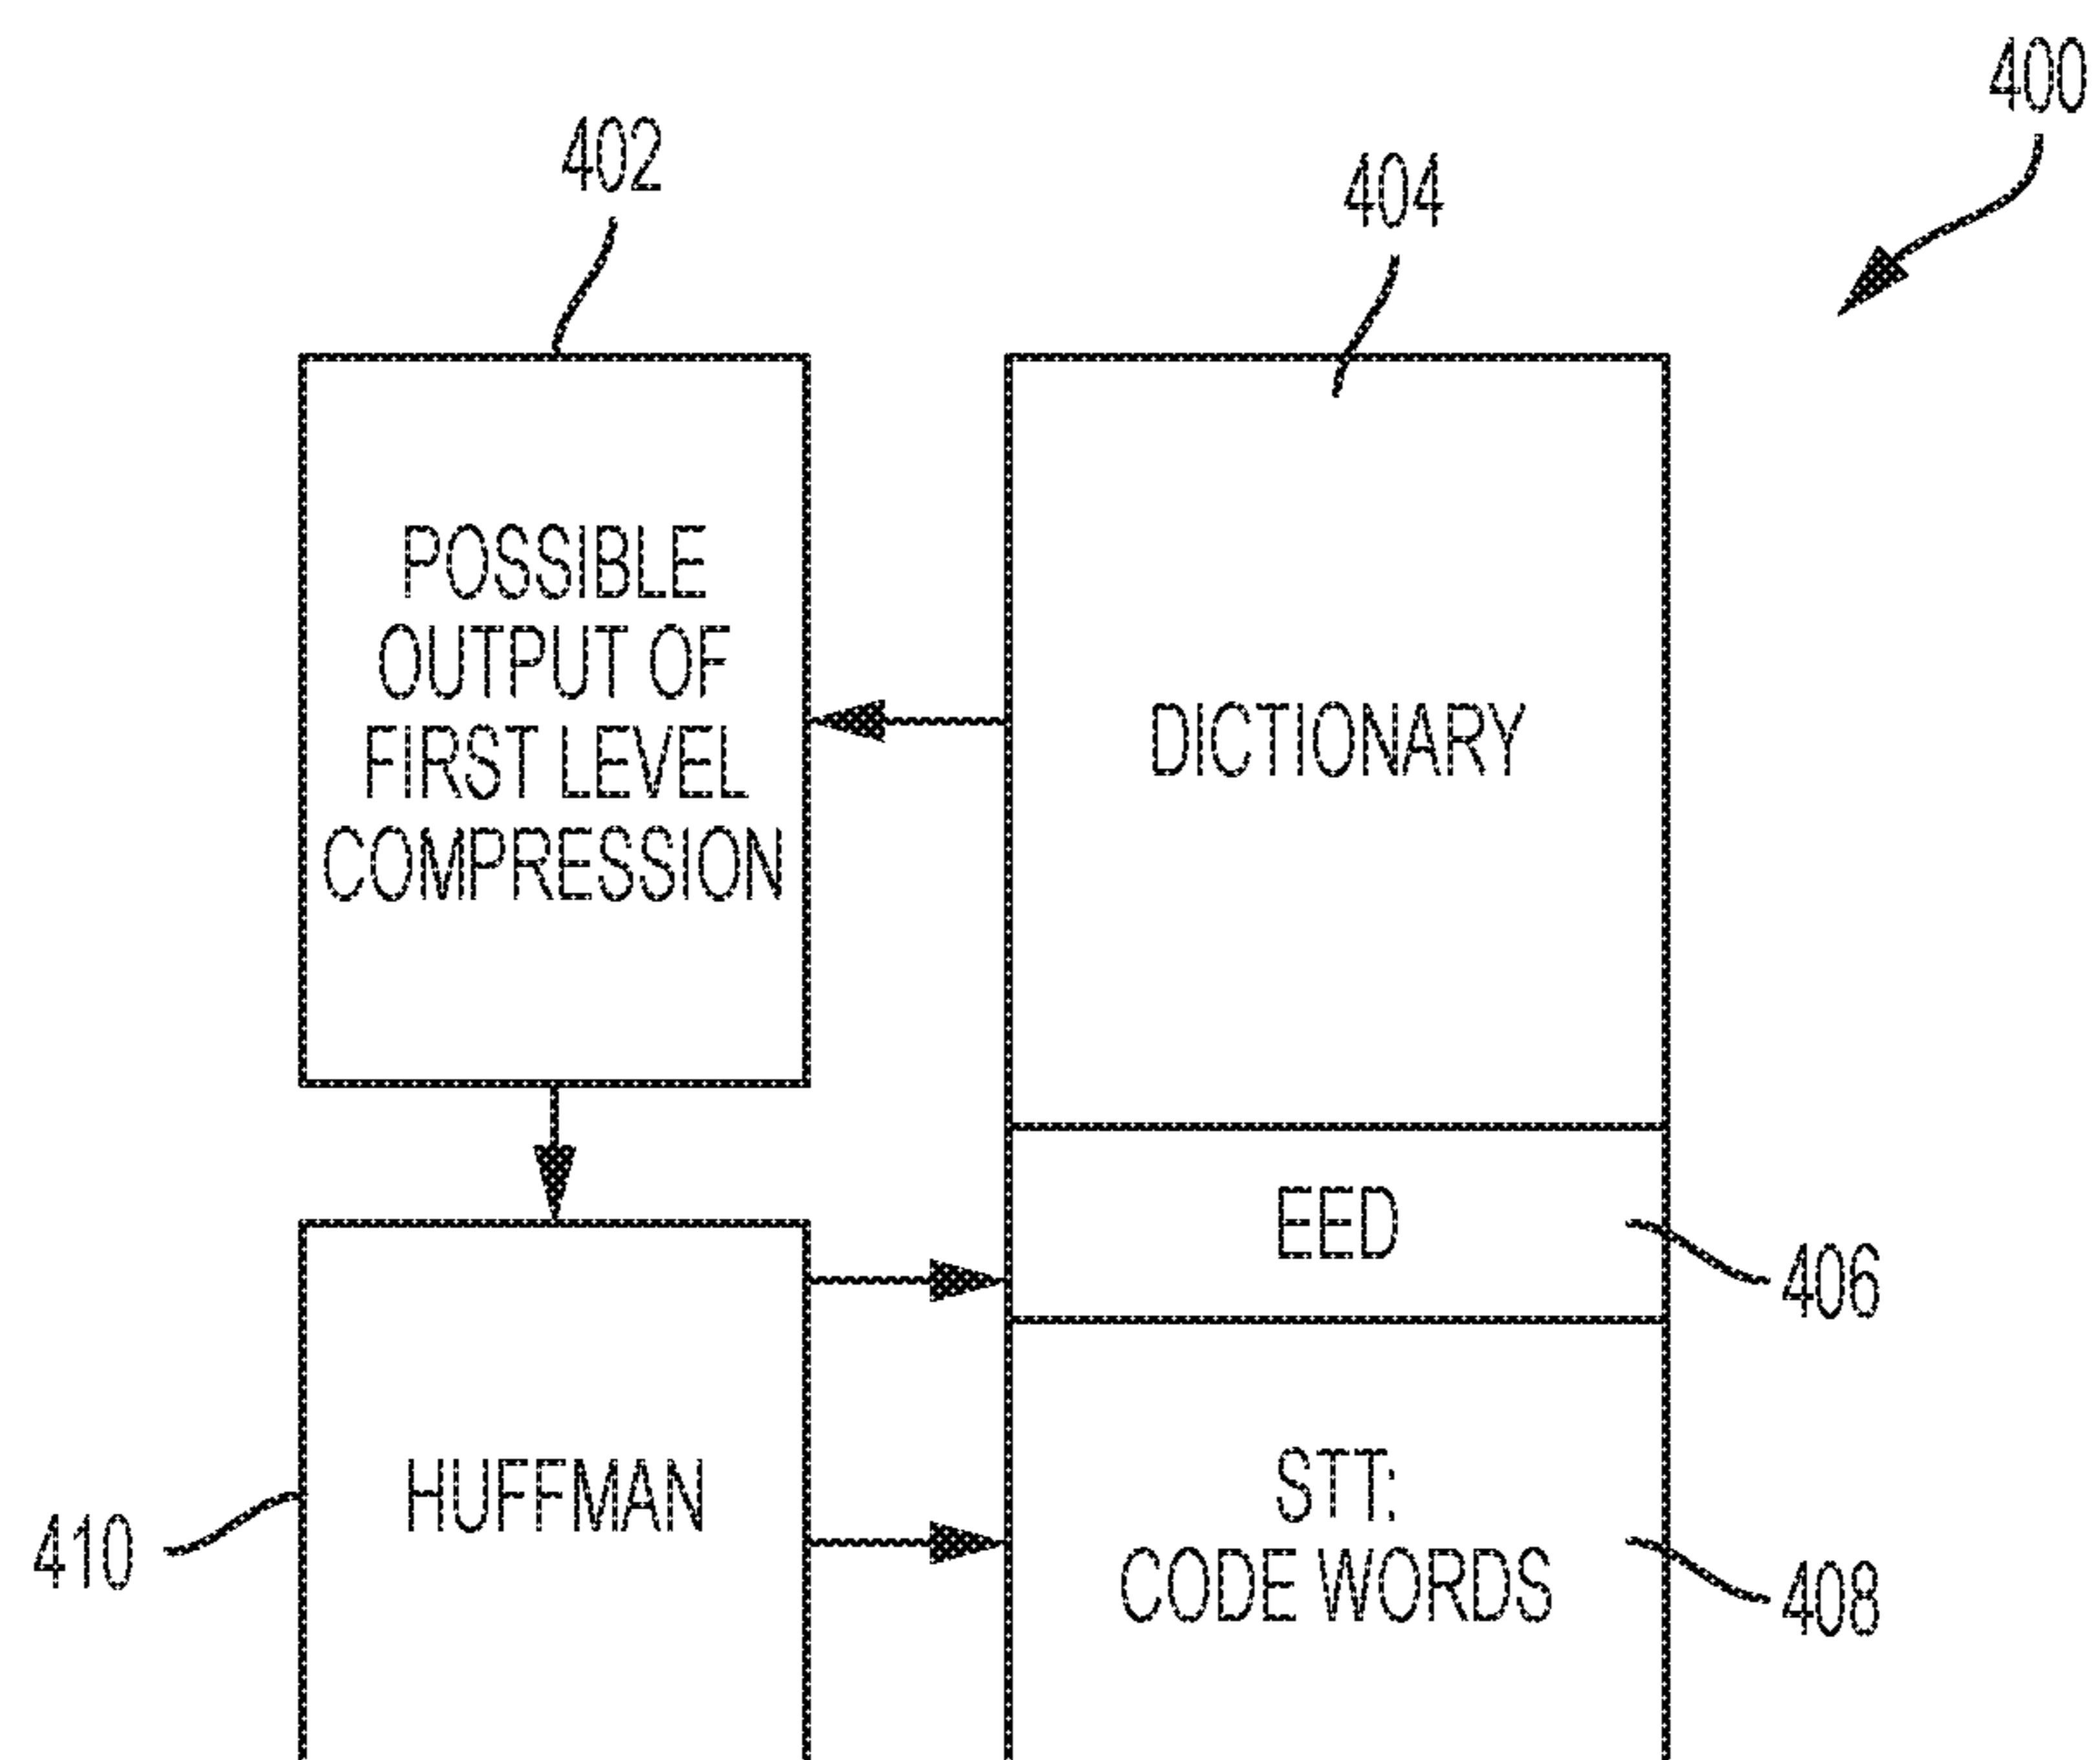 400
402
404
POSSIBLE
OUTPUT OF
FIRST LEVEL
COMPRESSION
DICTIONARY
EED
406
HUFFMAN
410
STT:
CODE WORDS
408